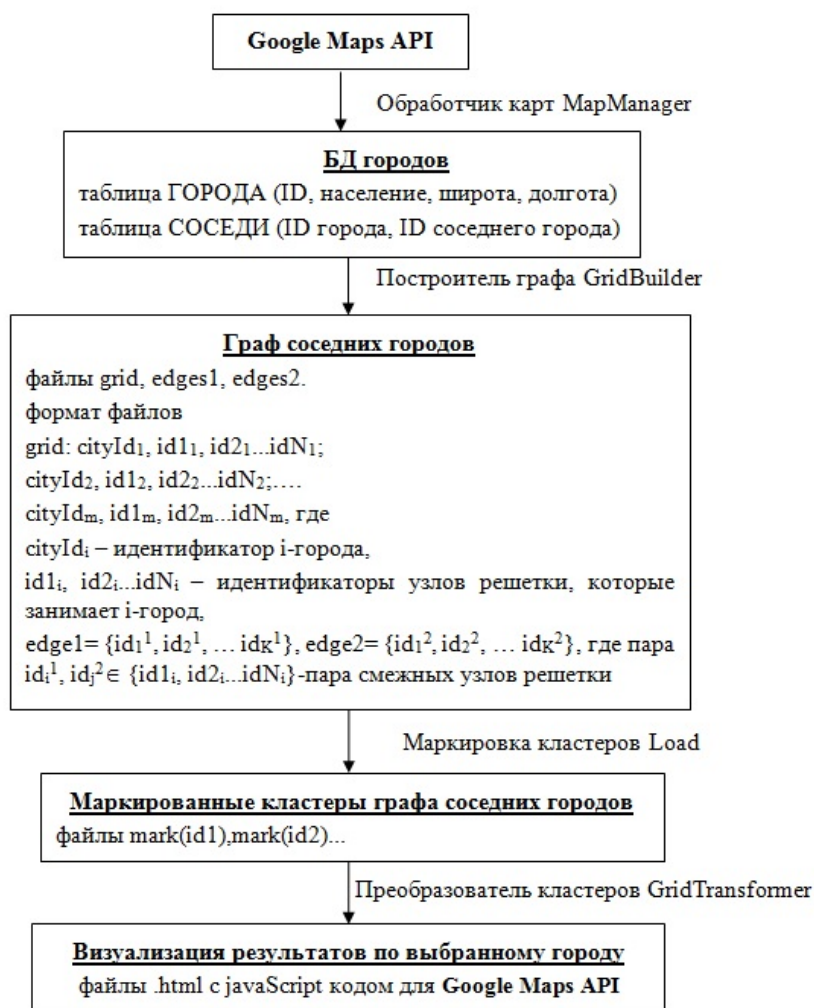 Google Maps API
Обработчик карт MapManager
БД городов
таблица ГОРОДА (ID, население, широта, долгота)
таблица СОСЕДИ (ID города, ID соседнего города)
Построитель графа GridBuilder
Граф соседних городов
файлы grid, edges1, edges2.
формат файлов
grid: cityId₁, id1₁, id2₁...idN₁;
cityId₂, id1₂, id2₂...idN₂;....
cityIdₘ, id1ₘ, id2ₘ...idNₘ, где
cityIdᵢ – идентификатор i-города,
id1ᵢ, id2ᵢ...idNᵢ – идентификаторы узлов решетки, которые
занимает i-город,
edge1= {id₁¹, id₂¹, … idᴋ¹}, edge2= {id₁², id₂², … idᴋ²}, где пара
idᵢ¹, idⱼ²∈ {id1ᵢ, id2ᵢ...idNᵢ}-пара смежных узлов решетки
Маркировка кластеров Load
Маркированные кластеры графа соседних городов
файлы mark(id1),mark(id2)...
Преобразователь кластеров GridTransformer
Визуализация результатов по выбранному городу
файлы .html с javaScript кодом для Google Maps API